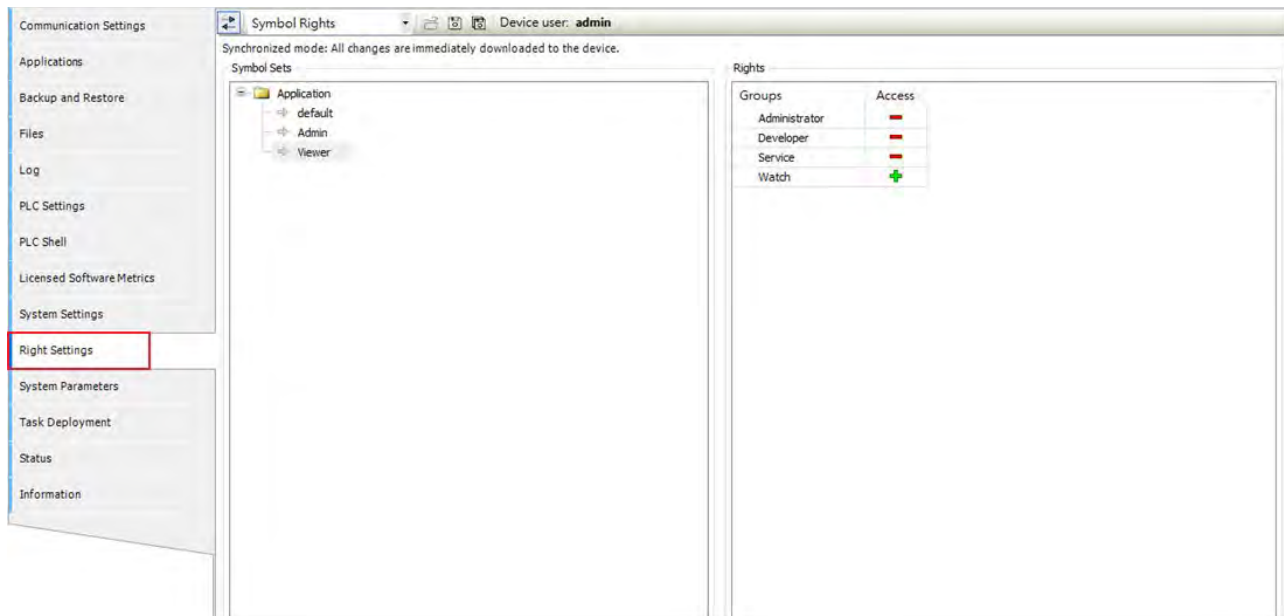 Communication Settings
Applications
Backup and Restore
Files
Log
PLC Settings
PLC Shell
Licensed Software Metrics
System Settings
Right Settings
System Parameters
Task Deployment
Status
Information
Symbol Rights
Device user: admin
Synchronized mode: All changes are immediately downloaded to the device.
Symbol Sets
Application
default
Admin
Viewer
Rights
Groups Access
Administrator
Developer
Service
Watch